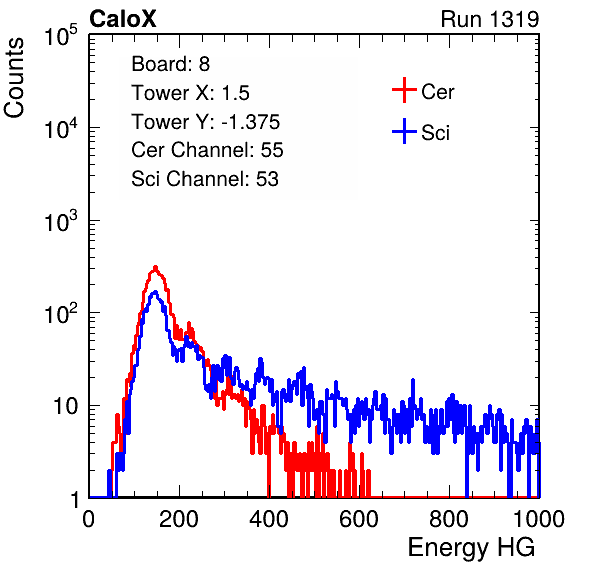 CaloX Run 1319
Counts
Board: 8
Tower X: 1.5
Tower Y: -1.375
Cer Channel: 55
Sci Channel: 53
Cer
Sci
10^5
10^4
10^3
10^2
10
1
0 200 400 600 800 1000
Energy HG